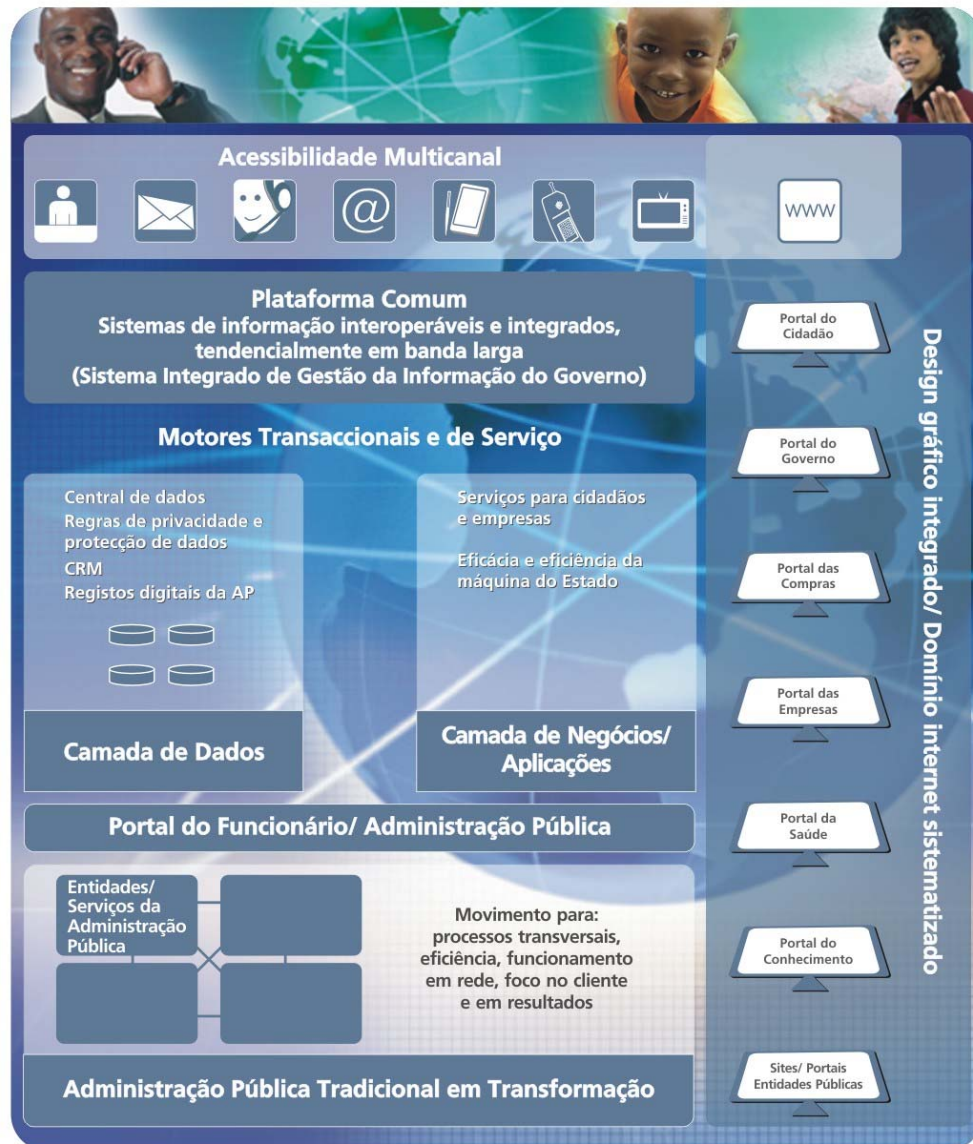 Acessibilidade Multicanal
@
www
Plataforma Comum
Sistemas de informação interoperáveis e integrados,
tendencialmente em banda larga
(Sistema Integrado de Gestão da Informação do Governo)
Motores Transaccionais e de Serviço
Central de dados
Regras de privacidade e
protecção de dados
CRM
Registos digitais da AP
Camada de Dados
Serviços para cidadãos
e empresas
Eficácia e eficiência da
máquina do Estado
Camada de Negócios/
Aplicações
Portal do Funcionário/ Administração Pública
Entidades/
Serviços da
Administração
Pública
Movimento para:
processos transversais,
eficiência, funcionamento
em rede, foco no cliente
e em resultados
Administração Pública Tradicional em Transformação
Portal do
Cidadão
Portal do
Governo
Portal das
Compras
Portal das
Empresas
Portal da
Saúde
Portal do
Conhecimento
Sites/ Portais
Entidades Públicas
Design gráfico integrado/ Domínio internet sistematizado